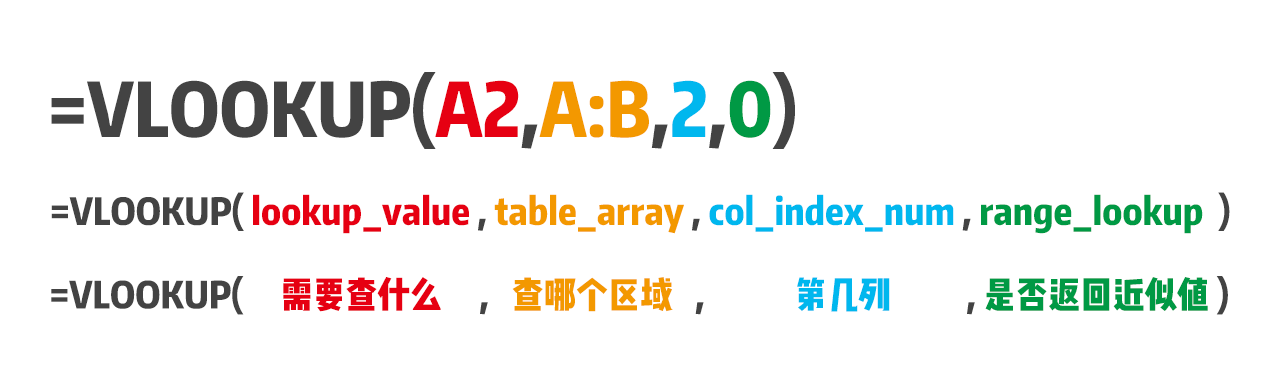 =VLOOKUP(A2,A:B,2,0)
=VLOOKUP( lookup_value , table_array , col_index_num , range_lookup )
=VLOOKUP( 需要查什么 , 查哪个区域 , 第几列 , 是否返回近似值 )